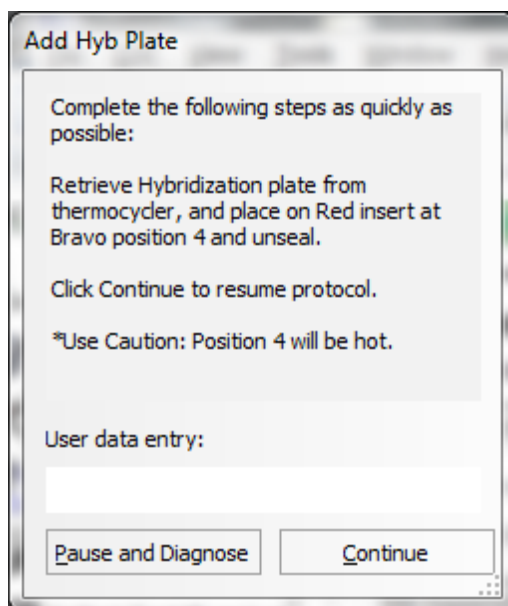 Add Hyb Plate
Complete the following steps as quickly as
possible:
Retrieve Hybridization plate from
thermocycler, and place on Red insert at
Bravo position 4 and unseal.
Click Continue to resume protocol.
*Use Caution: Position 4 will be hot.
User data entry:
Pause and Diagnose
Continue